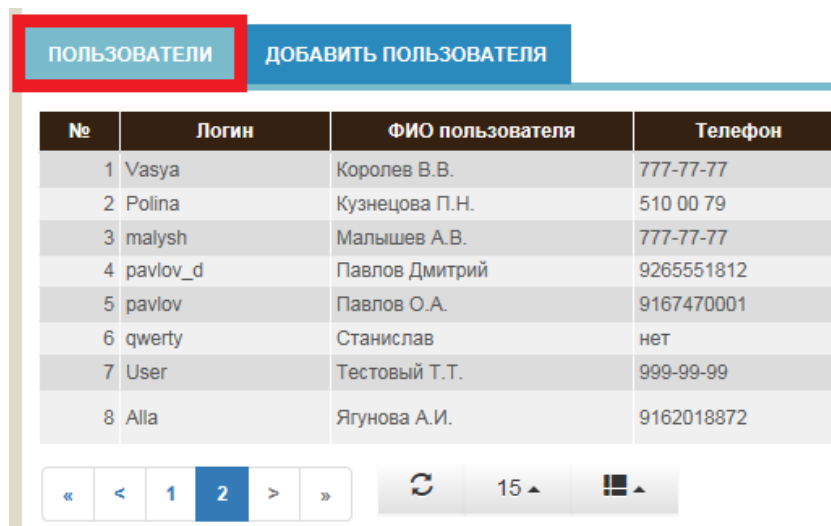 ПОЛЬЗОВАТЕЛИ ДОБАВИТЬ ПОЛЬЗОВАТЕЛЯ
№ Логин ФИО пользователя Телефон
1 Vasya Королев В.В. 777-77-77
2 Polina Кузнецова П.Н. 510 00 79
3 malysh Малышев А.В. 777-77-77
4 pavlov_d Павлов Дмитрий 9265551812
5 pavlov Павлов О.А. 9167470001
6 qwerty Станислав нет
7 User Тестовый Т.Т. 999-99-99
8 Alla Ягунова А.И. 9162018872
« < 1 2 > » 15